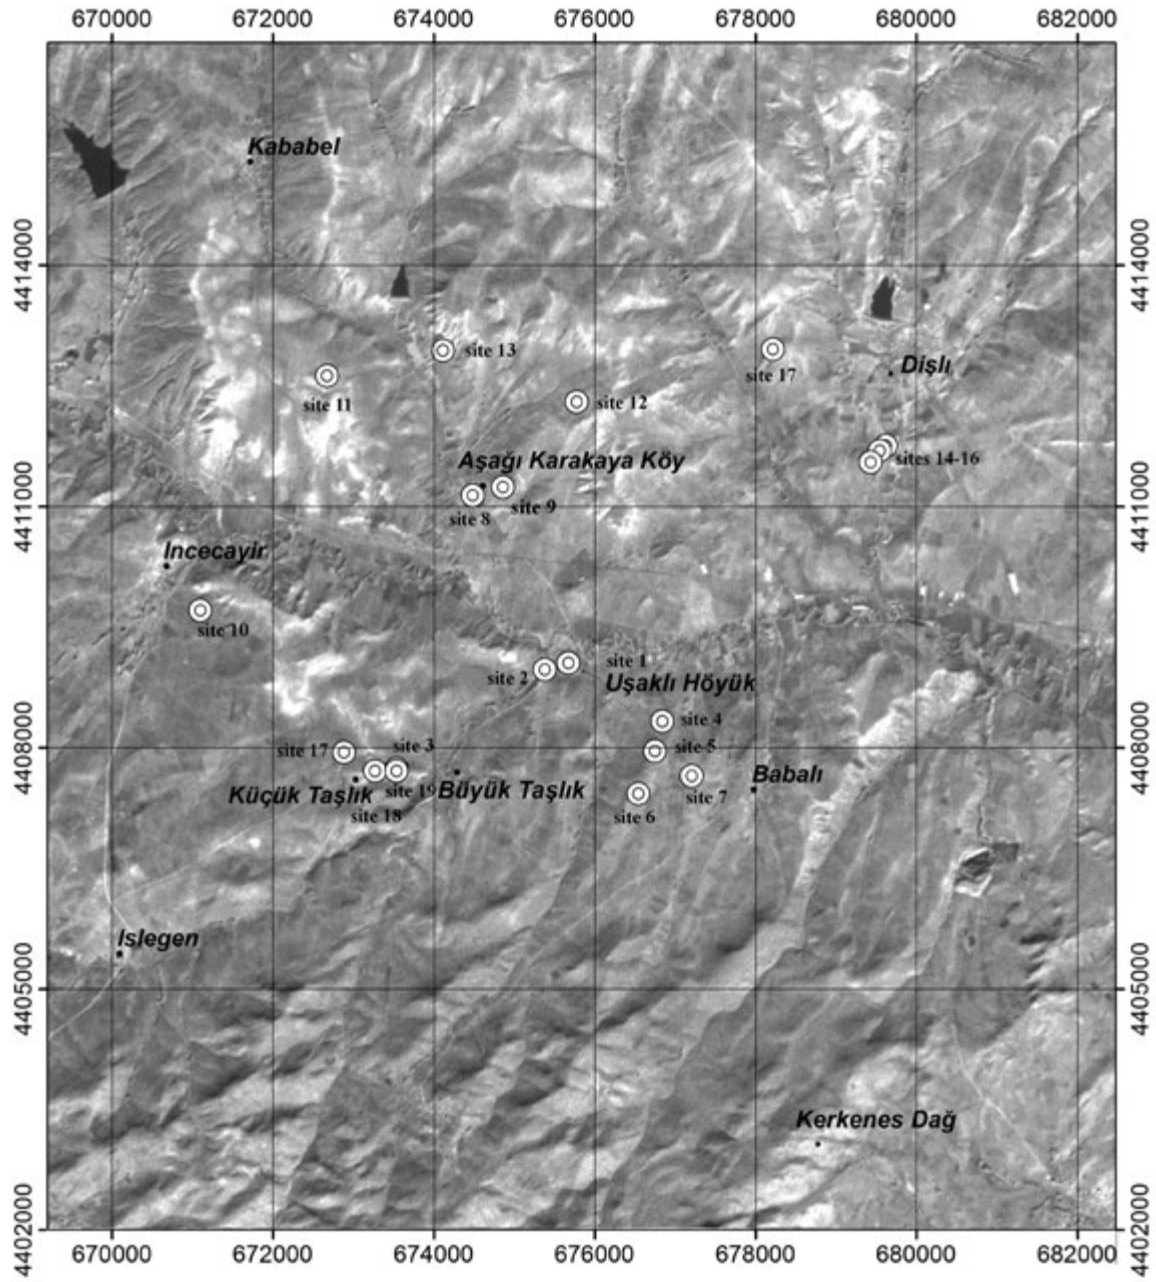 670000 672000 674000 676000 678000 680000 682000
Kababel
4414000
4414000
site 13
site 17
Dişlı
site 11
site 12
sites 14-16
Aşağı Karakaya Köy
site 8
site 9
4411000
4411000
Incecayir
site 10
site 1
site 2
Uşaklı Höyük
site 4
site 17
site 3
site 5
4408000
4408000
Küçük Taşlık
site 19
Büyük Taşlık
site 7
Babalı
site 18
site 6
Islegen
4405000
4405000
Kerkenes Dağ
4402000
4402000
670000 672000 674000 676000 678000 680000 682000